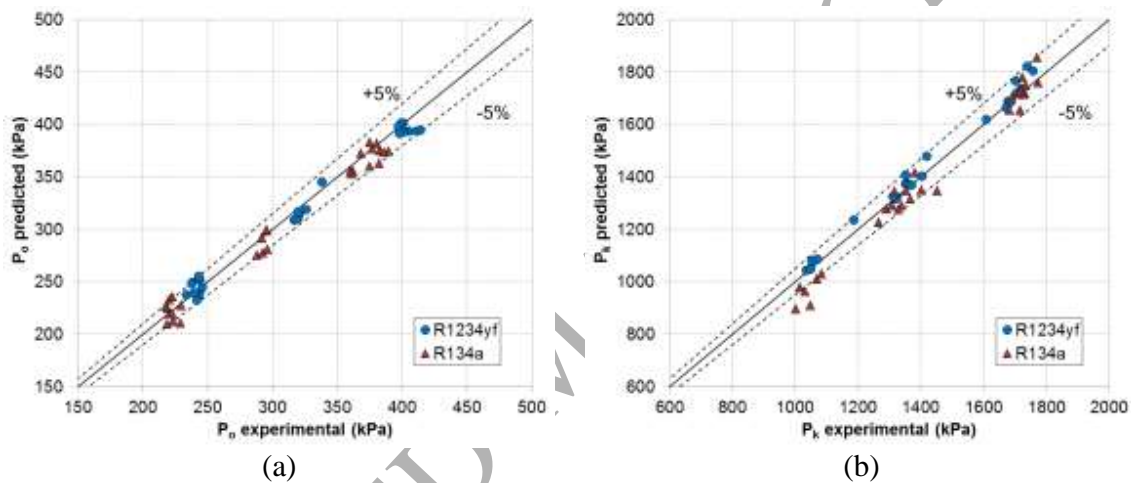 500
450
400
350
300
250
200
150
P₀ predicted (kPa)
+5%
-5%
R1234yf
R134a
150 200 250 300 350 400 450 500
P₀ experimental (kPa)
(a)
2000
1800
1600
1400
1200
1000
800
600
Pₖ predicted (kPa)
+5%
-5%
R1234yf
R134a
600 800 1000 1200 1400 1600 1800 2000
Pₖ experimental (kPa)
(b)